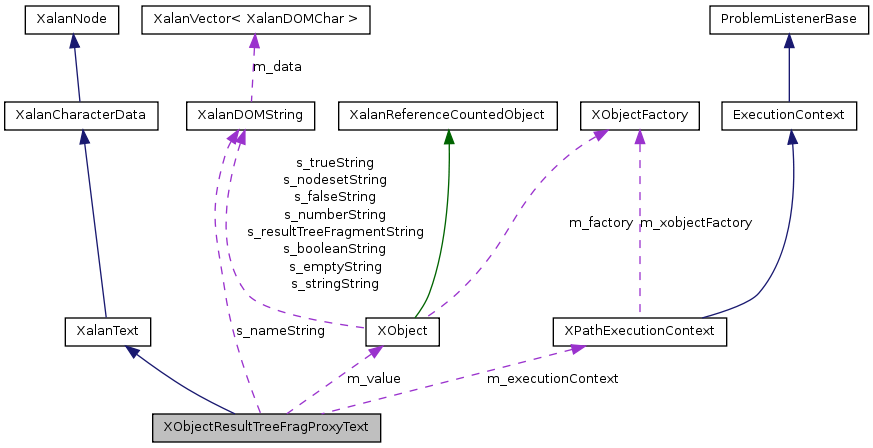 XalanNode
XalanVector< XalanDOMChar >
ProblemListenerBase
m_data
XalanCharacterData
XalanDOMString
XalanReferenceCountedObject
XObjectFactory
ExecutionContext
s_trueString
s_nodesetString
s_falseString
s_numberString
s_resultTreeFragmentString
s_booleanString
s_emptyString
s_stringString
m_factory
m_xobjectFactory
XalanText
s_nameString
XObject
XPathExecutionContext
m_value
m_executionContext
XObjectResultTreeFragProxyText